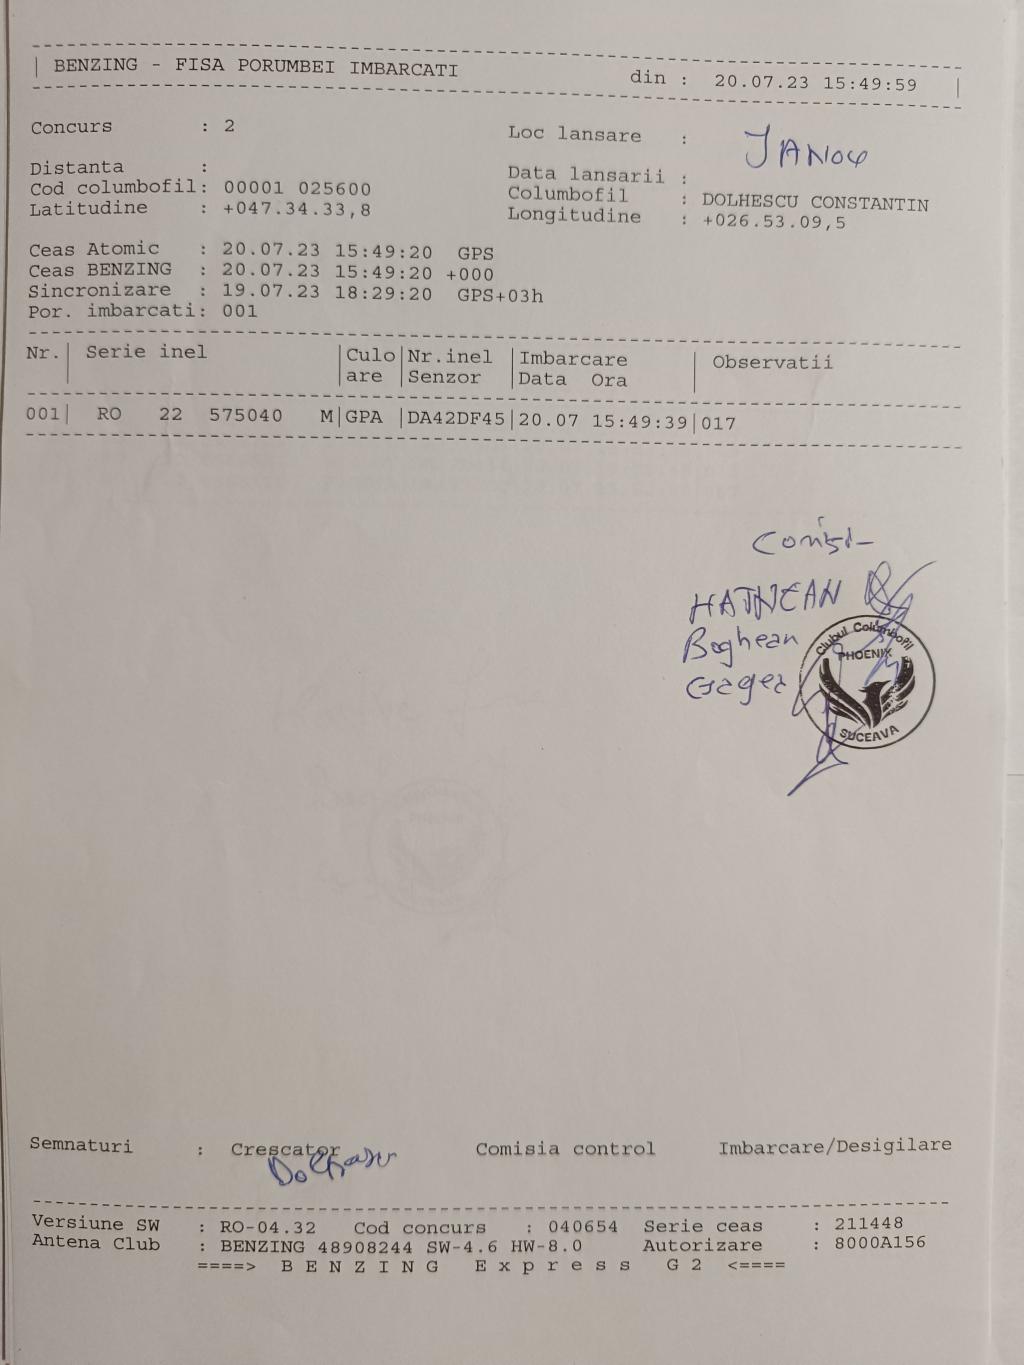 | BENZING - FISA PORUMBEI IMBARCATI din : 20.07.23 15:49:59 |
Concurs : 2 Loc lansare :
Distanta : Data lansarii :
Cod columbofil: 00001 025600 Columbofil : DOLHESCU CONSTANTIN
Latitudine : +047.34.33,8 Longitudine : +026.53.09,5
Ceas Atomic : 20.07.23 15:49:20 GPS
Ceas BENZING : 20.07.23 15:49:20 +000
Sincronizare : 19.07.23 18:29:20 GPS+03h
Por. imbarcati: 001
Nr.| Serie inel |Culo|Nr.inel |Imbarcare | Observatii
| |are |Senzor |Data Ora |
001| RO 22 575040 M|GPA |DA42DF45|20.07 15:49:39|017
HATNEAN
Boghean
Clubul Columbofil
PHOENIX
SUCEAVA
Semnaturi : Crescator Comisia control Imbarcare/Desigilare
Versiune SW : RO-04.32 Cod concurs : 040654 Serie ceas : 211448
Antena Club : BENZING 48908244 SW-4.6 HW-8.0 Autorizare : 8000A156
====> B E N Z I N G E x p r e s s G 2 <====